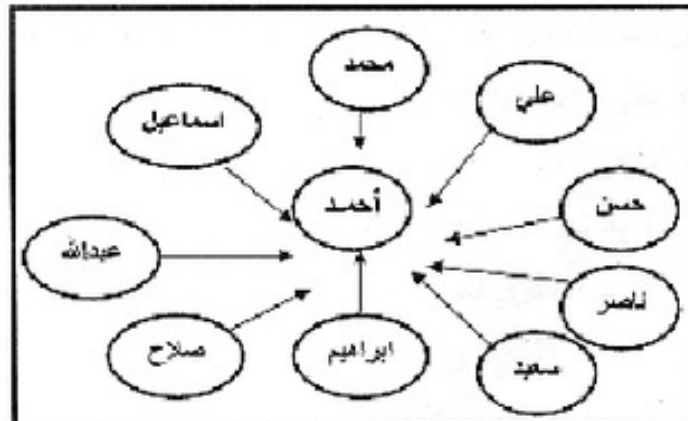 محمد
علي
اسماعيل
أحمد
حسن
عبدالله
ناصر
صلاح
ابراهيم
سعيد